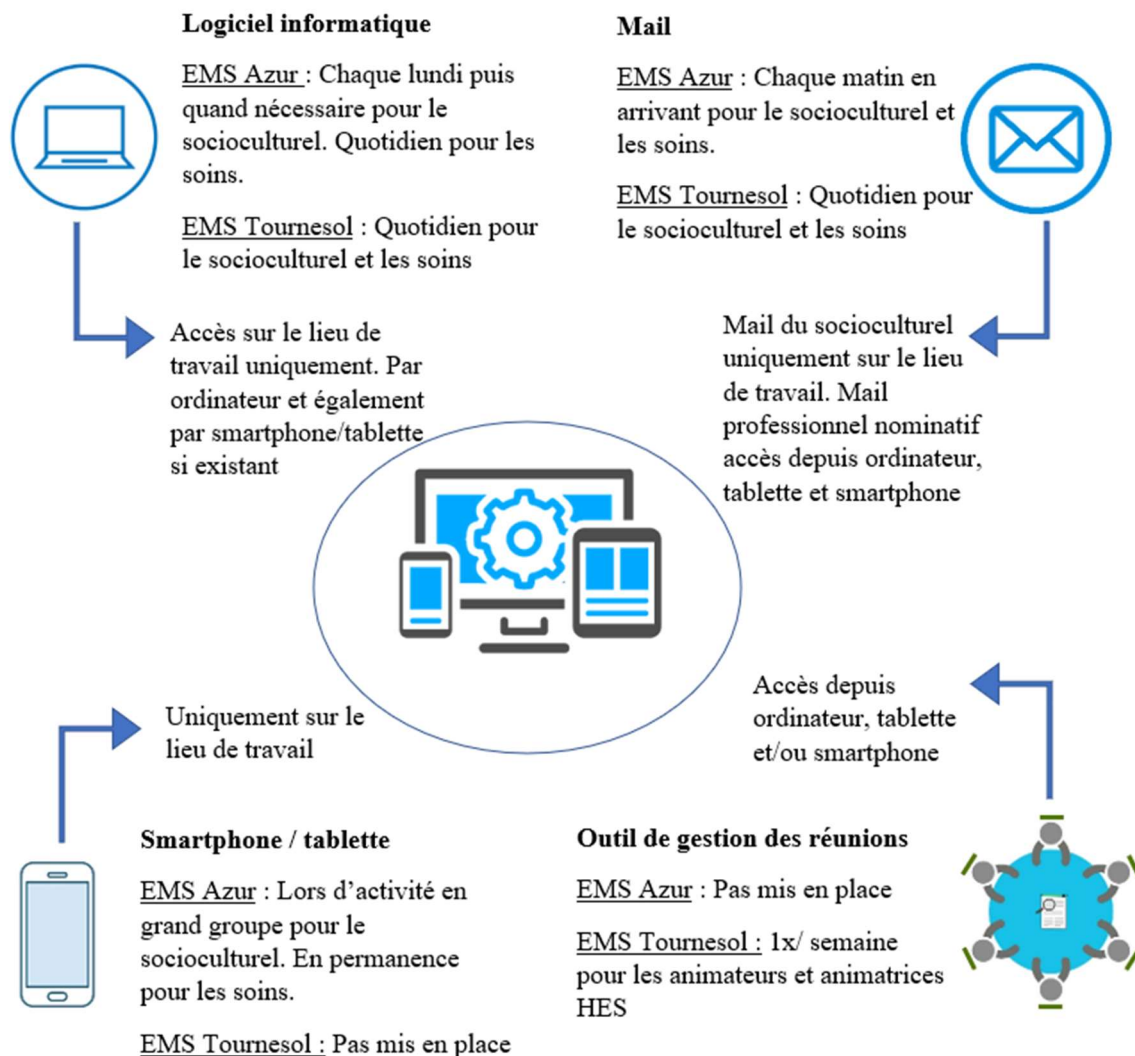 Logiciel informatique
EMS Azur : Chaque lundi puis
quand nécessaire pour le
socioculturel. Quotidien pour les
soins.
EMS Tournesol : Quotidien pour
le socioculturel et les soins
Accès sur le lieu de
travail uniquement. Par
ordinateur et également
par smartphone/tablette
si existant
Mail
EMS Azur : Chaque matin en
arrivant pour le socioculturel et
les soins.
EMS Tournesol : Quotidien pour
le socioculturel et les soins
Mail du socioculturel
uniquement sur le lieu
de travail. Mail
professionnel nominatif
accès depuis ordinateur,
tablette et smartphone
Uniquement sur le
lieu de travail
Smartphone / tablette
EMS Azur : Lors d’activité en
grand groupe pour le
socioculturel. En permanence
pour les soins.
EMS Tournesol : Pas mis en place
Accès depuis
ordinateur, tablette
et/ou smartphone
Outil de gestion des réunions
EMS Azur : Pas mis en place
EMS Tournesol : 1x/ semaine
pour les animateurs et animatrices
HES